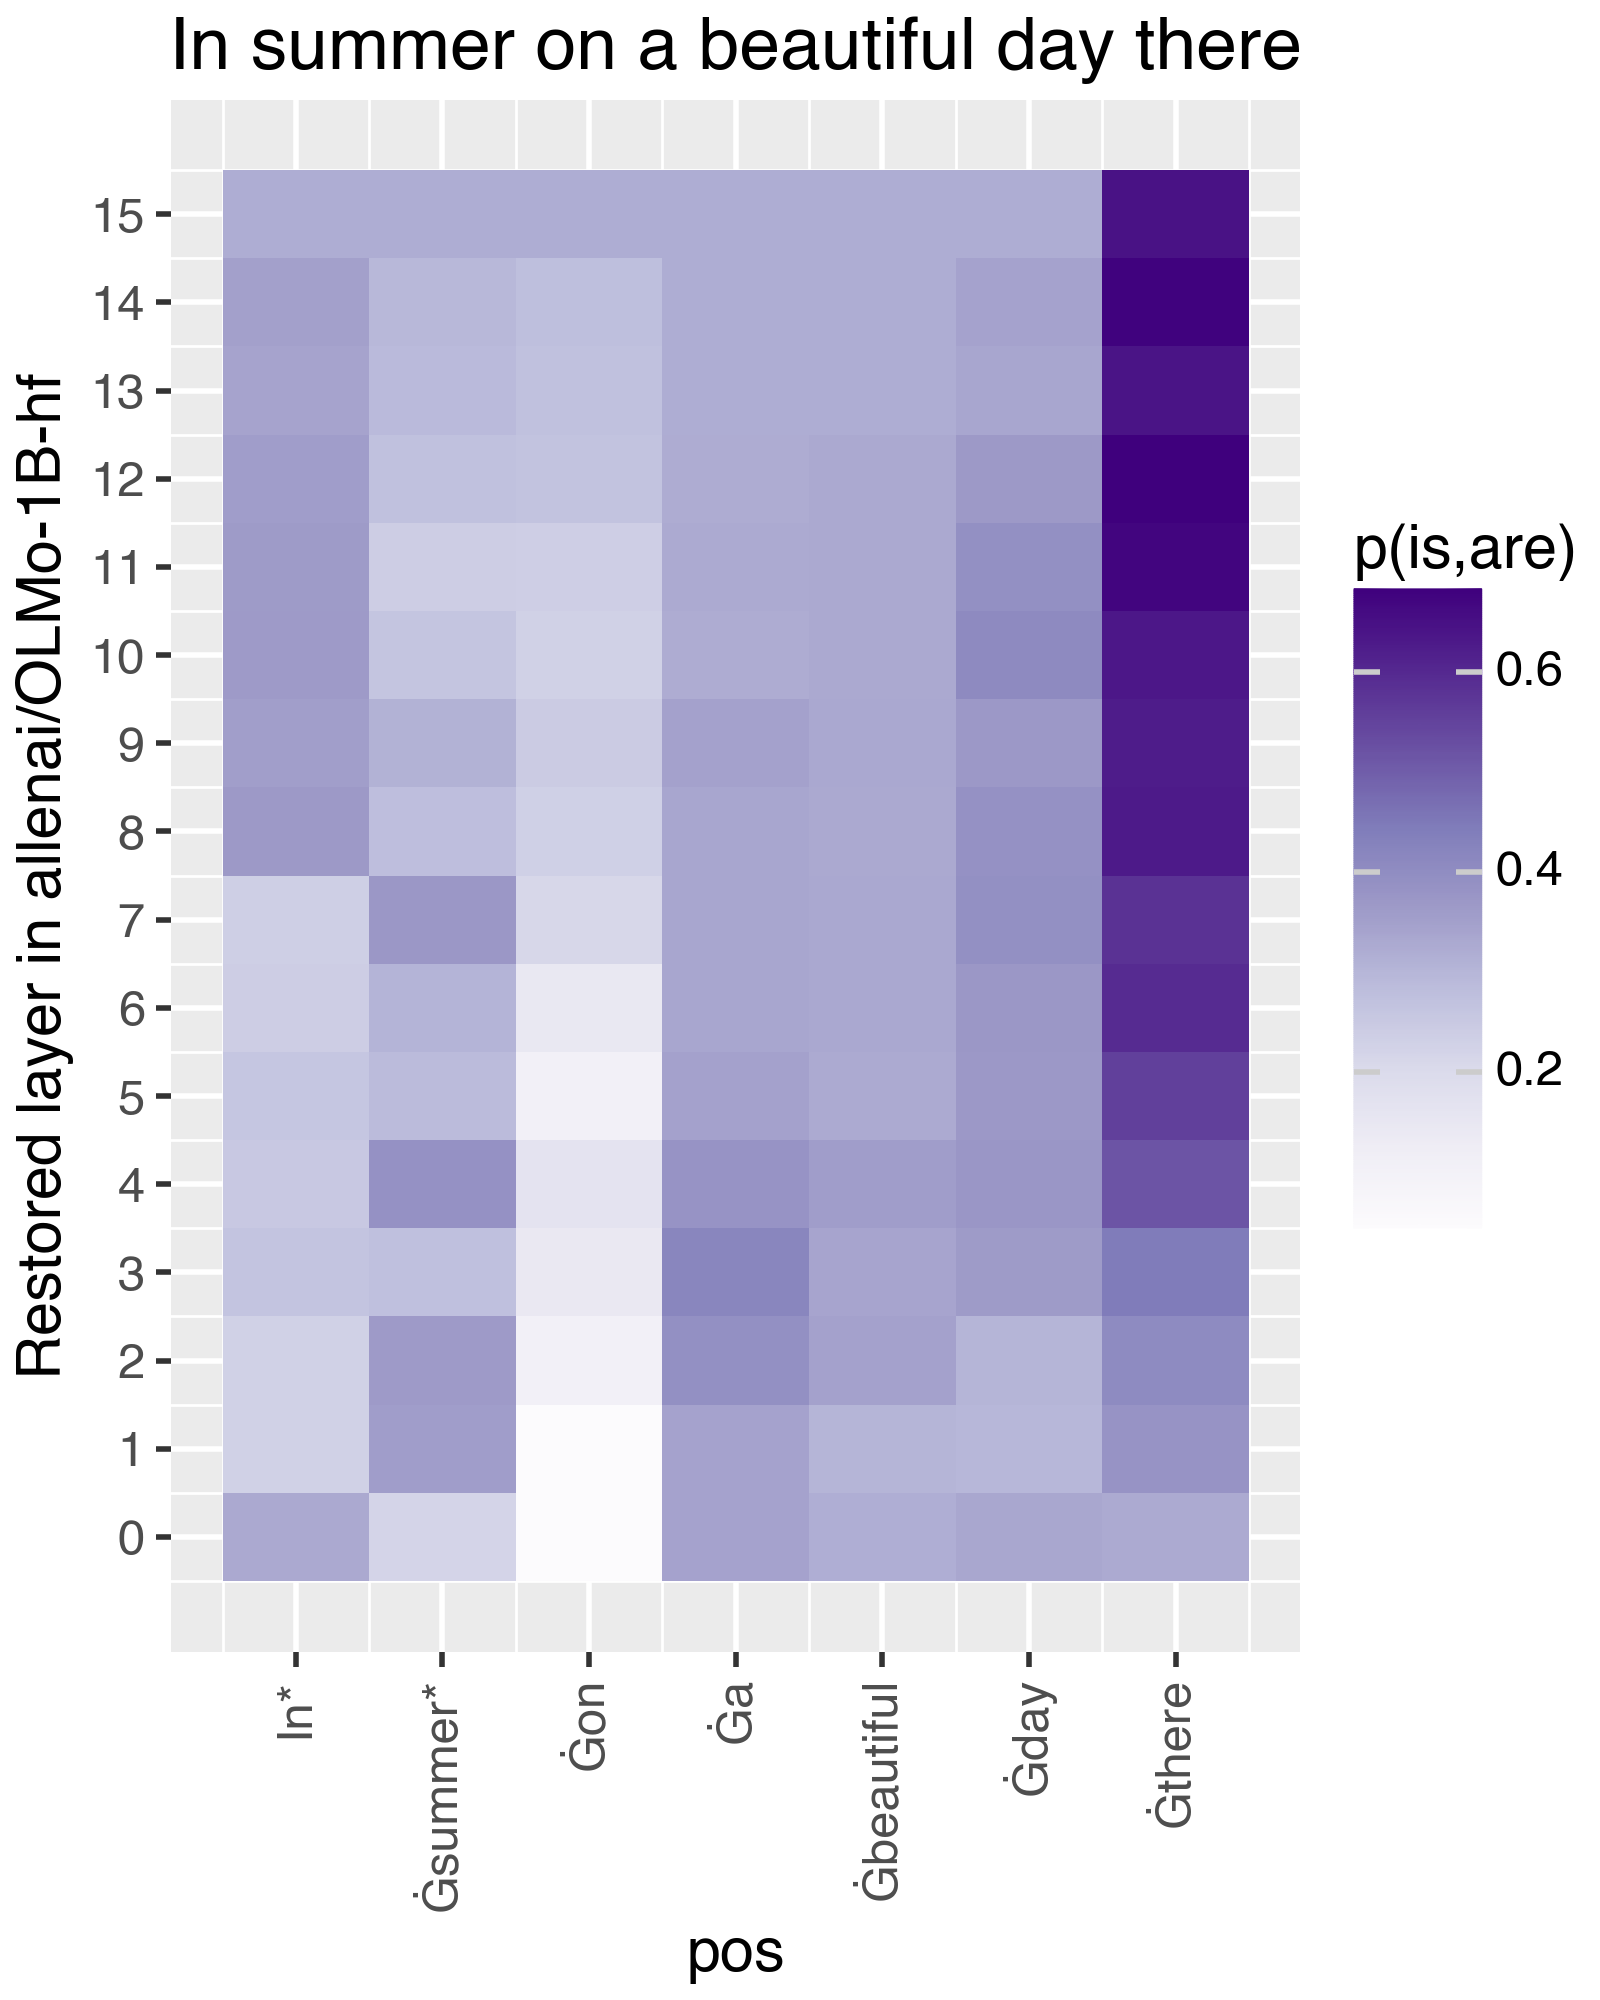 In summer on a beautiful day there
Restored layer in allenai/OLMo-1B-hf
15
14
13
12
11
10
9
8
7
6
5
4
3
2
1
0
In*
Ġsummer*
Ġon
Ġa
Ġbeautiful
Ġday
Ġthere
pos
p(is,are)
0.6
0.4
0.2